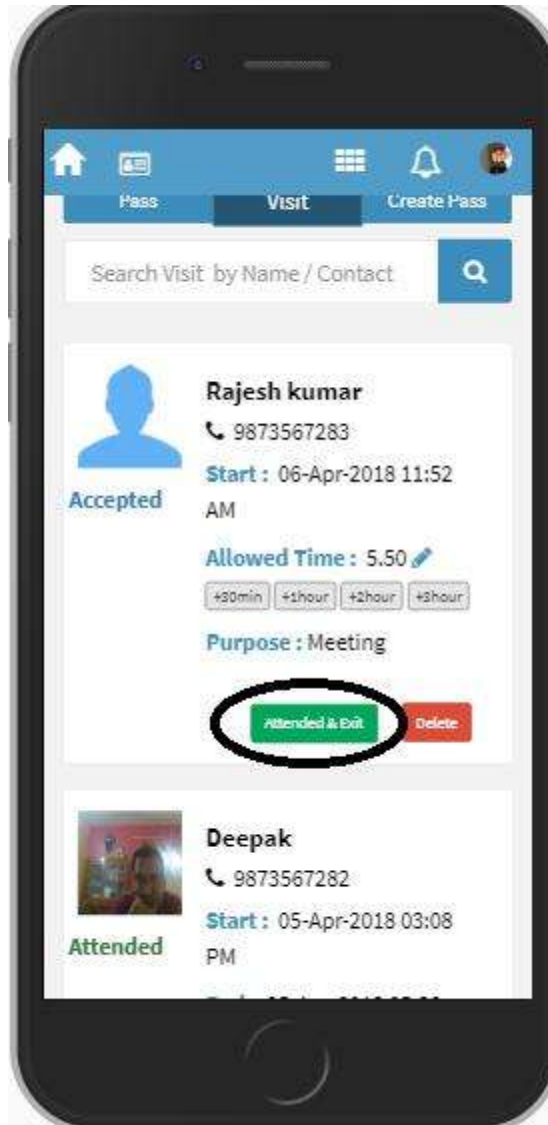 Pass Visit Create Pass
Search Visit by Name / Contact
Rajesh kumar
9873567283
Start : 06-Apr-2018 11:52
AM
Accepted
Allowed Time : 5.50
+30min +1hour +2hour +3hour
Purpose : Meeting
Attended & Exit Delete
Deepak
9873567282
Start : 05-Apr-2018 03:08
PM
Attended